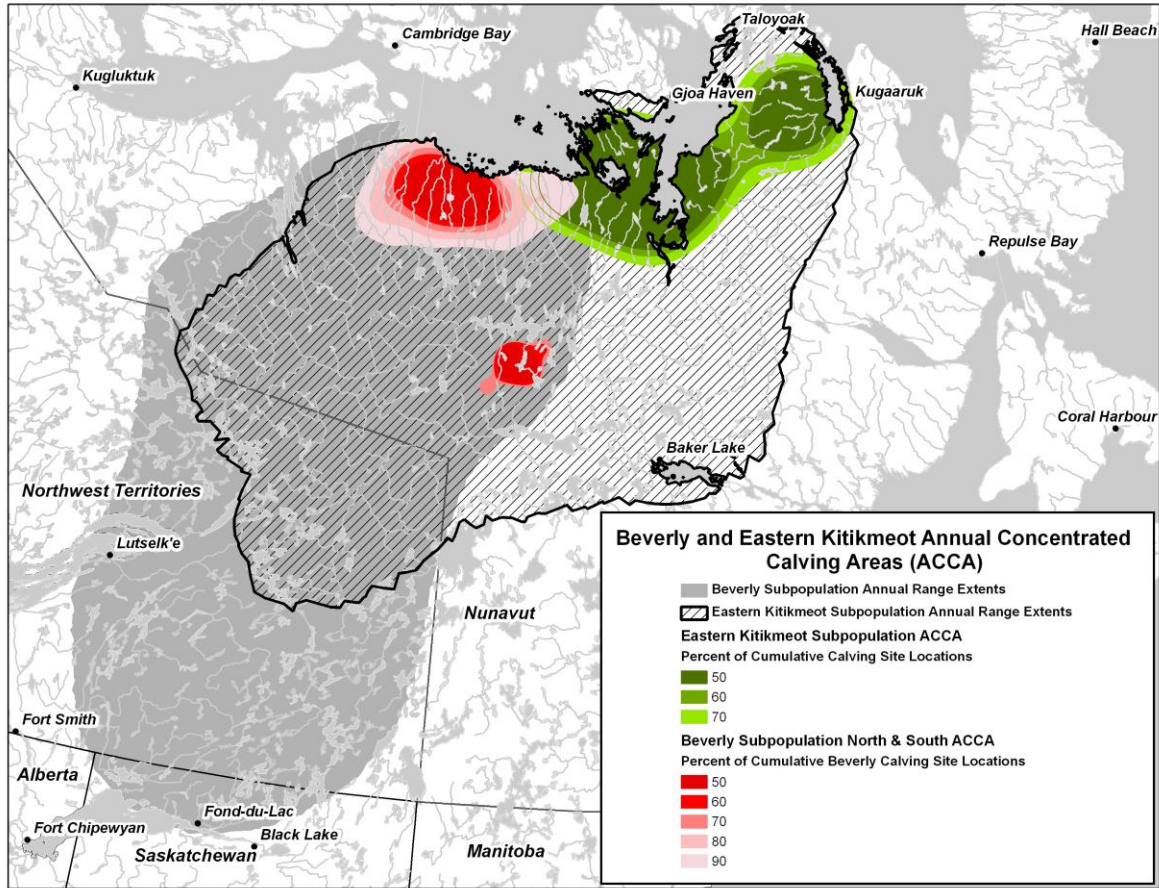 Taloyoak
Cambridge Bay
Hall Beach
Kugluktuk
Gjoa Haven
Kugaaruk
Repulse Bay
Coral Harbour
Baker Lake
Northwest Territories
Lutselk'e
Nunavut
Fort Smith
Alberta
Fond-du-Lac
Fort Chipewyan
Black Lake
Saskatchewan
Manitoba
Beverly and Eastern Kitikmeot Annual Concentrated
Calving Areas (ACCA)
Beverly Subpopulation Annual Range Extents
Eastern Kitikmeot Subpopulation Annual Range Extents
Eastern Kitikmeot Subpopulation ACCA
Percent of Cumulative Calving Site Locations
50
60
70
Beverly Subpopulation North & South ACCA
Percent of Cumulative Beverly Calving Site Locations
50
60
70
80
90